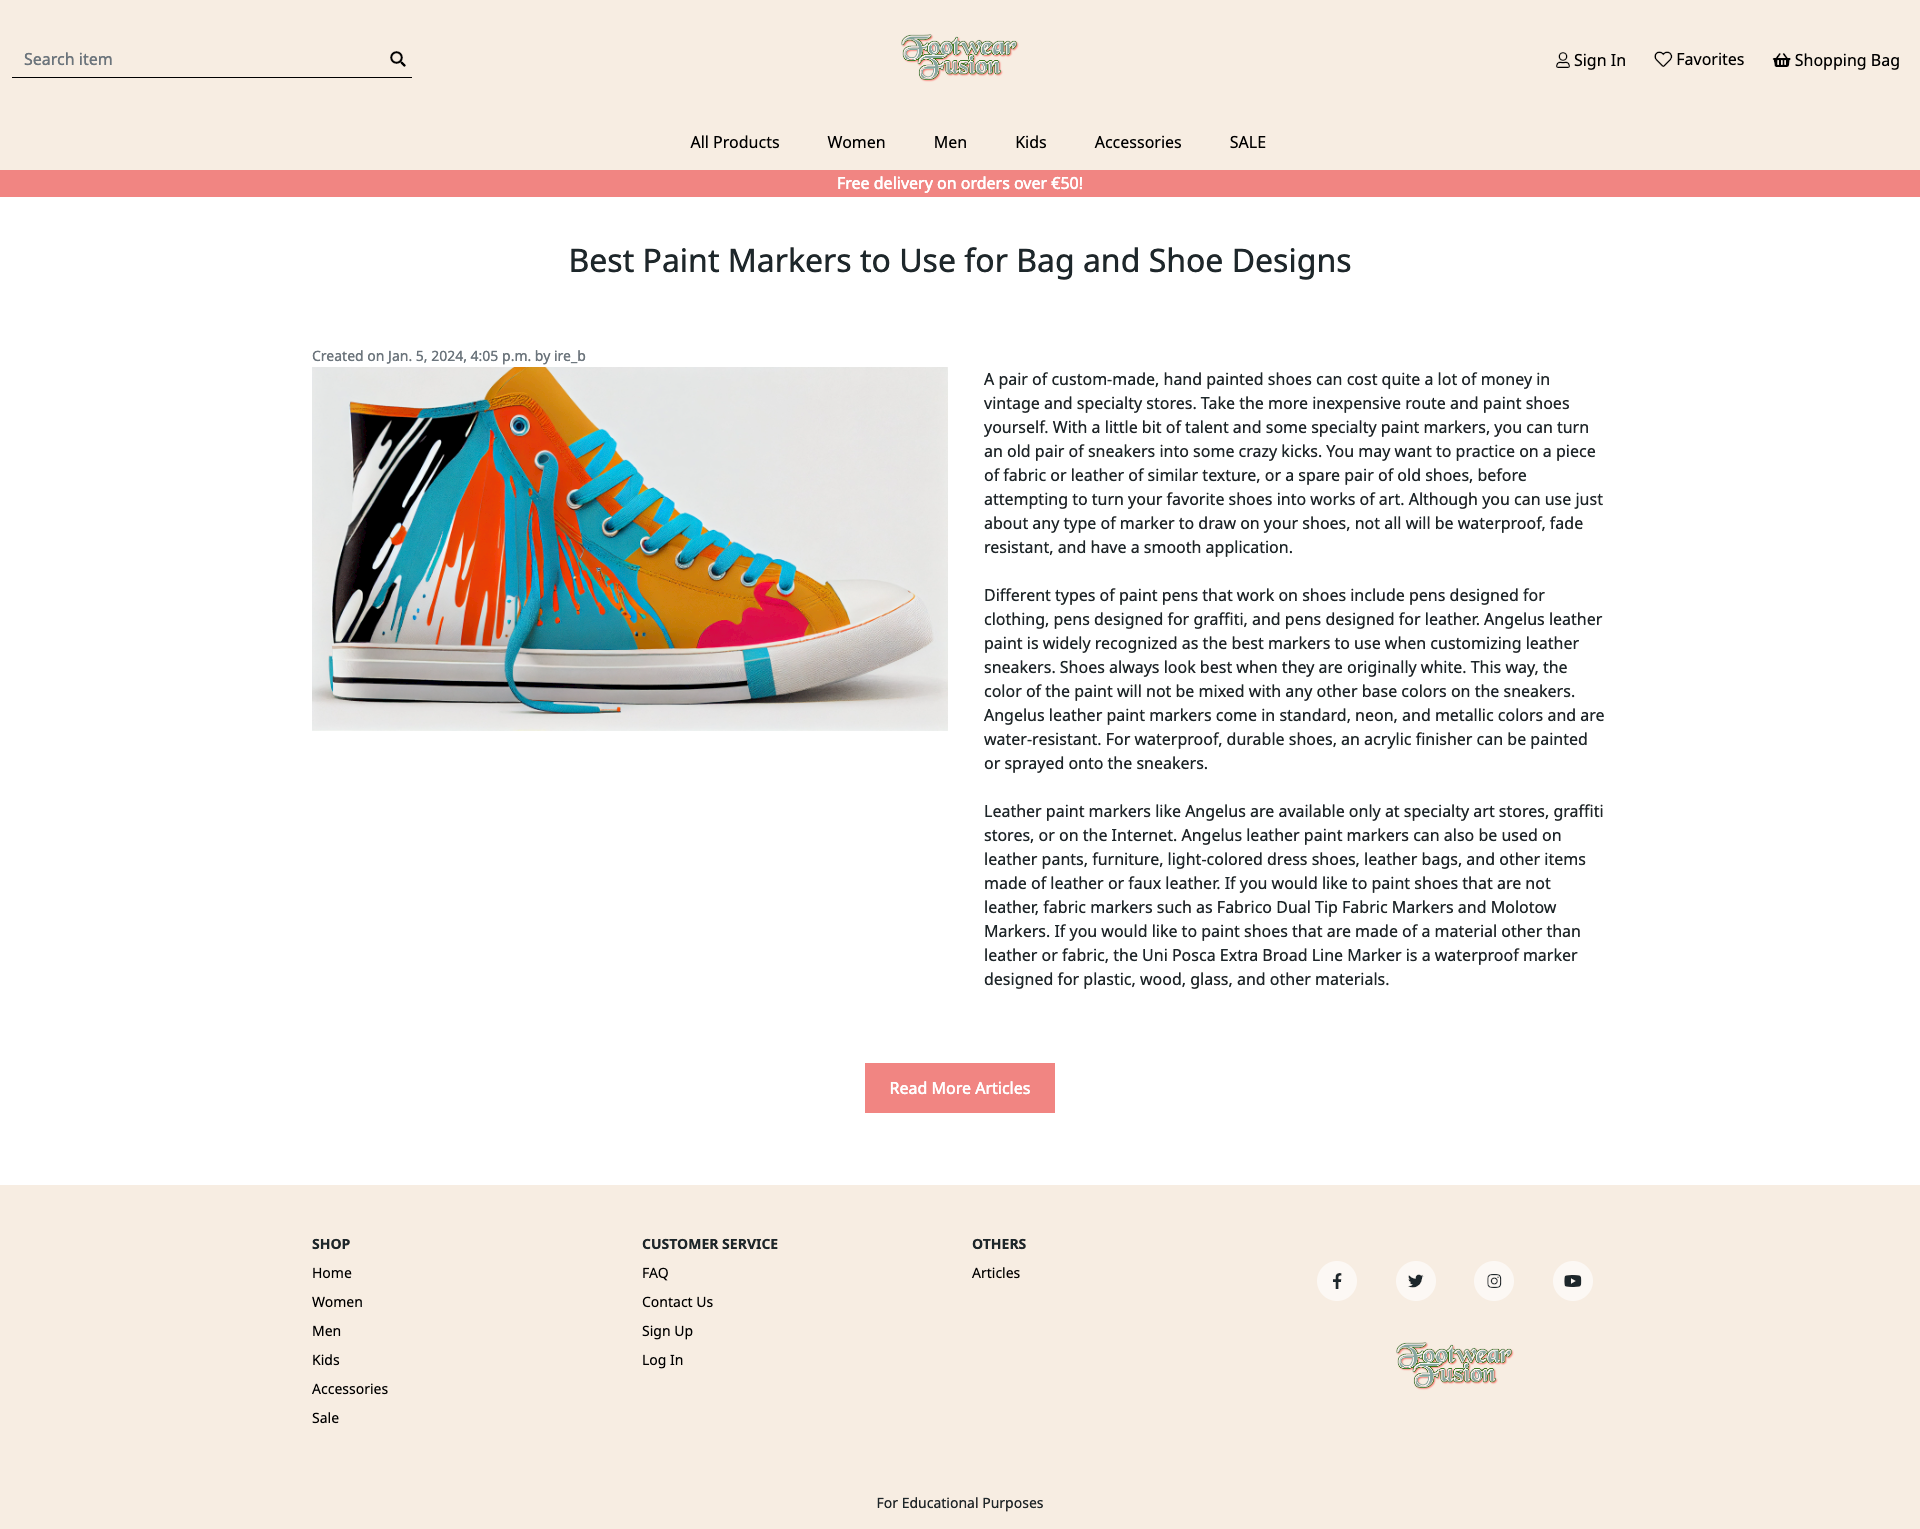 Search item
Footwear
Fusion
Sign In
Favorites
Shopping Bag
All Products
Women
Men
Kids
Accessories
SALE
Free delivery on orders over €50!
Best Paint Markers to Use for Bag and Shoe Designs
Created on Jan. 5, 2024, 4:05 p.m. by ire_b
A pair of custom-made, hand painted shoes can cost quite a lot of money in
vintage and specialty stores. Take the more inexpensive route and paint shoes
yourself. With a little bit of talent and some specialty paint markers, you can turn
an old pair of sneakers into some crazy kicks. You may want to practice on a piece
of fabric or leather of similar texture, or a spare pair of old shoes, before
attempting to turn your favorite shoes into works of art. Although you can use just
about any type of marker to draw on your shoes, not all will be waterproof, fade
resistant, and have a smooth application.
Different types of paint pens that work on shoes include pens designed for
clothing, pens designed for graffiti, and pens designed for leather. Angelus leather
paint is widely recognized as the best markers to use when customizing leather
sneakers. Shoes always look best when they are originally white. This way, the
color of the paint will not be mixed with any other base colors on the sneakers.
Angelus leather paint markers come in standard, neon, and metallic colors and are
water-resistant. For waterproof, durable shoes, an acrylic finisher can be painted
or sprayed onto the sneakers.
Leather paint markers like Angelus are available only at specialty art stores, graffiti
stores, or on the Internet. Angelus leather paint markers can also be used on
leather pants, furniture, light-colored dress shoes, leather bags, and other items
made of leather or faux leather. If you would like to paint shoes that are not
leather, fabric markers such as Fabrico Dual Tip Fabric Markers and Molotow
Markers. If you would like to paint shoes that are made of a material other than
leather or fabric, the Uni Posca Extra Broad Line Marker is a waterproof marker
designed for plastic, wood, glass, and other materials.
Read More Articles
SHOP
Home
Women
Men
Kids
Accessories
Sale
CUSTOMER SERVICE
FAQ
Contact Us
Sign Up
Log In
OTHERS
Articles
Footwear
Fusion
For Educational Purposes